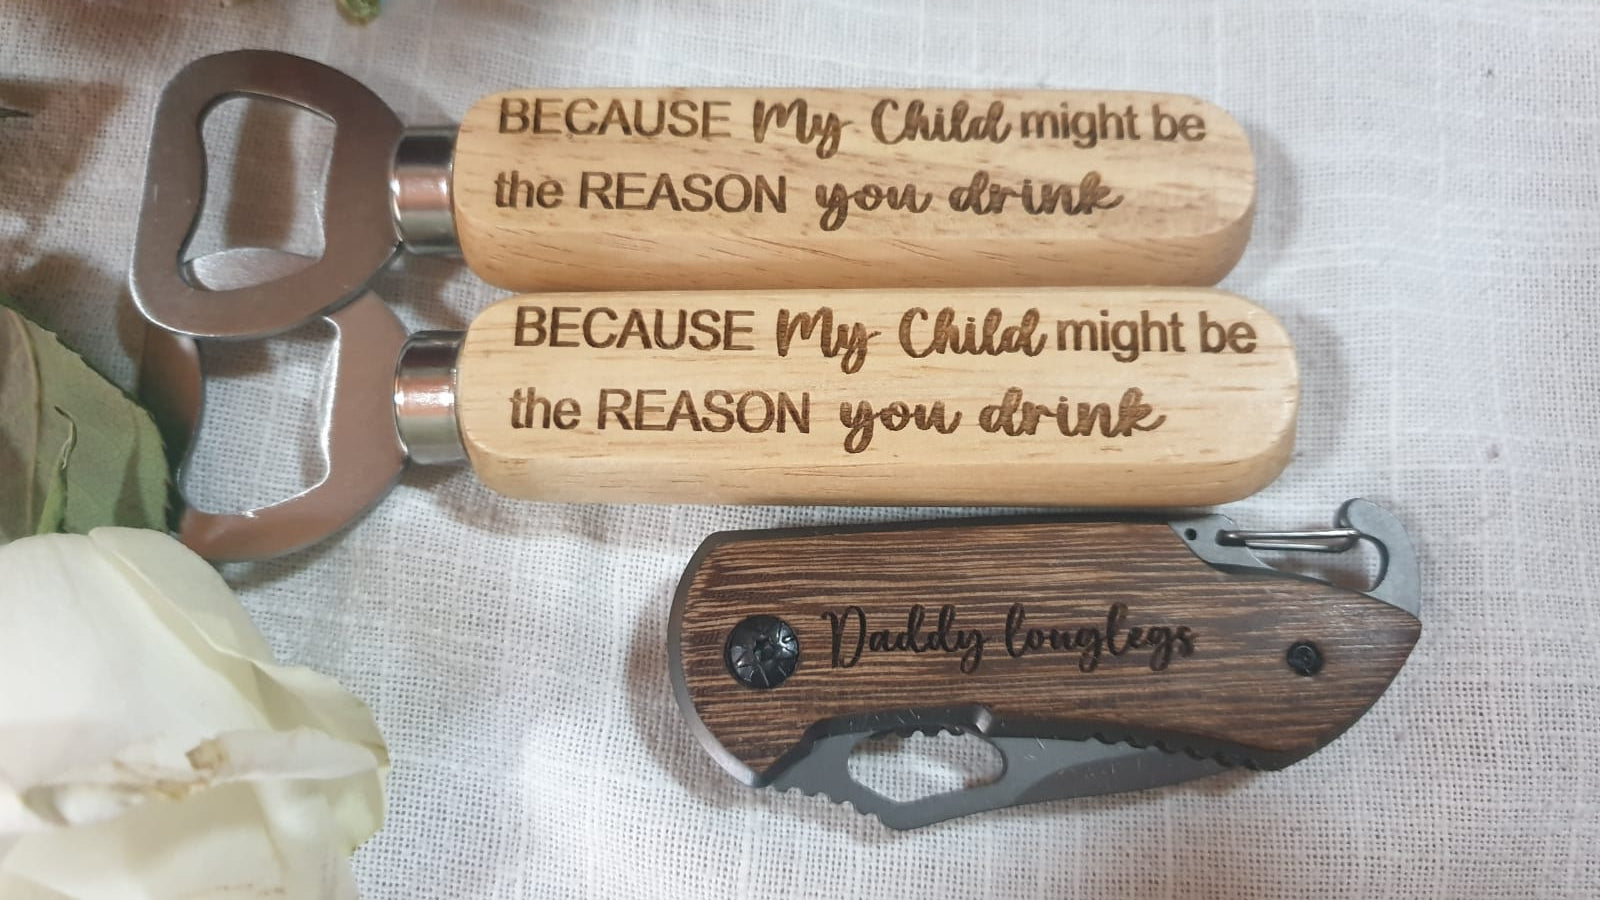 BECAUSE My Child might be
the REASON you drink
BECAUSE My Child might be
the REASON you drink
Daddy longlegs